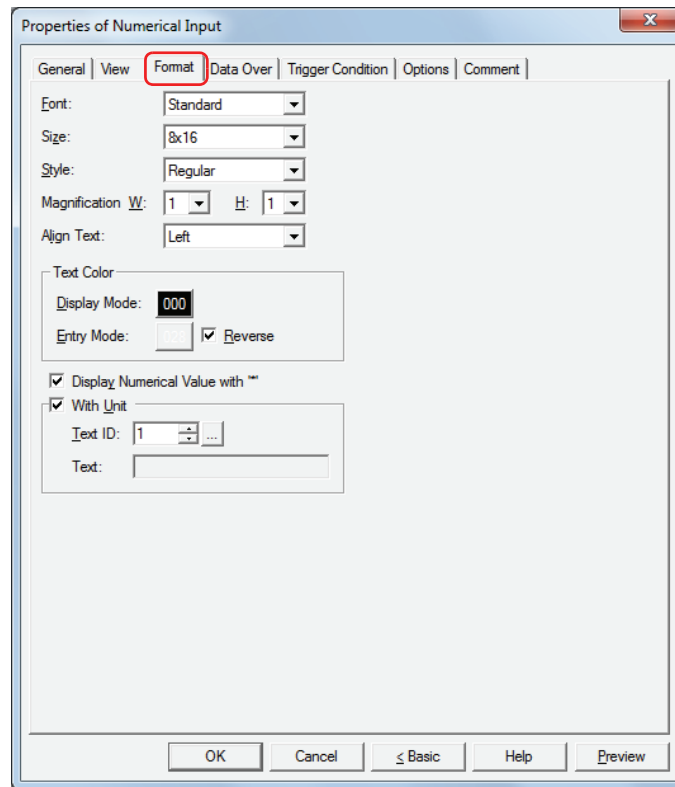 Properties of Numerical Input
General View Format Data Over Trigger Condition Options Comment
Font: Standard
Size: 8x16
Style: Regular
Magnification W: 1 H: 1
Align Text: Left
Text Color
Display Mode: 000
Entry Mode: Reverse
Display Numerical Value with "*"
With Unit
Text ID: 1 ...
Text:
OK Cancel < Basic Help Preview